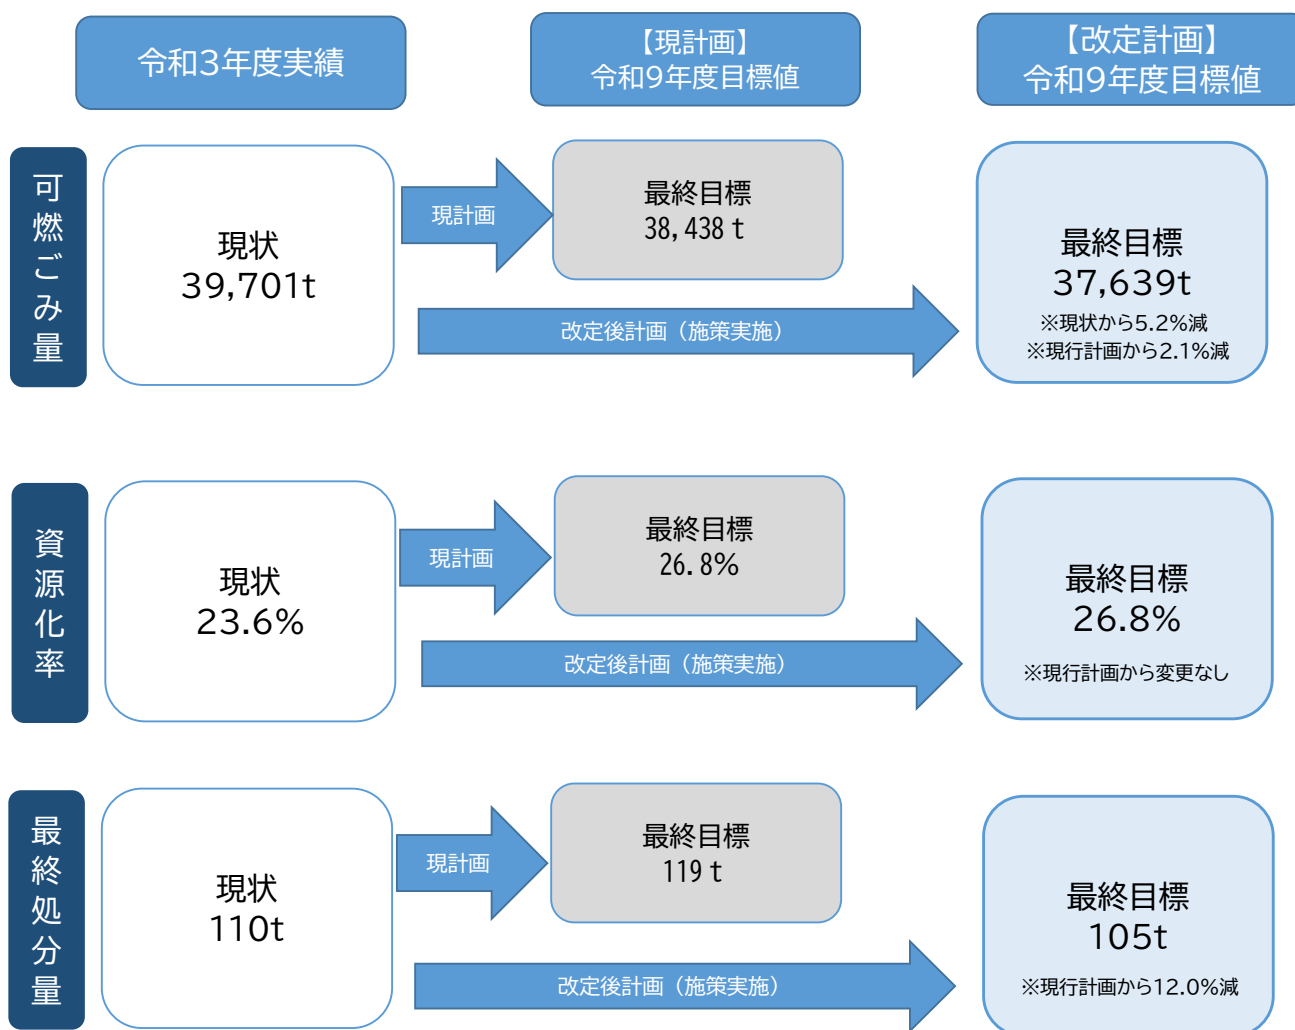 令和3年度実績
【現計画】
令和9年度目標値
【改定計画】
令和9年度目標値
可燃ごみ量
現状
39,701t
現計画
最終目標
38,438 t
改定後計画（施策実施）
最終目標
37,639t
※現状から5.2%減
※現行計画から2.1%減
資源化率
現状
23.6%
現計画
最終目標
26.8%
改定後計画（施策実施）
最終目標
26.8%
※現行計画から変更なし
最終処分量
現状
110t
現計画
最終目標
119 t
改定後計画（施策実施）
最終目標
105t
※現行計画から12.0%減